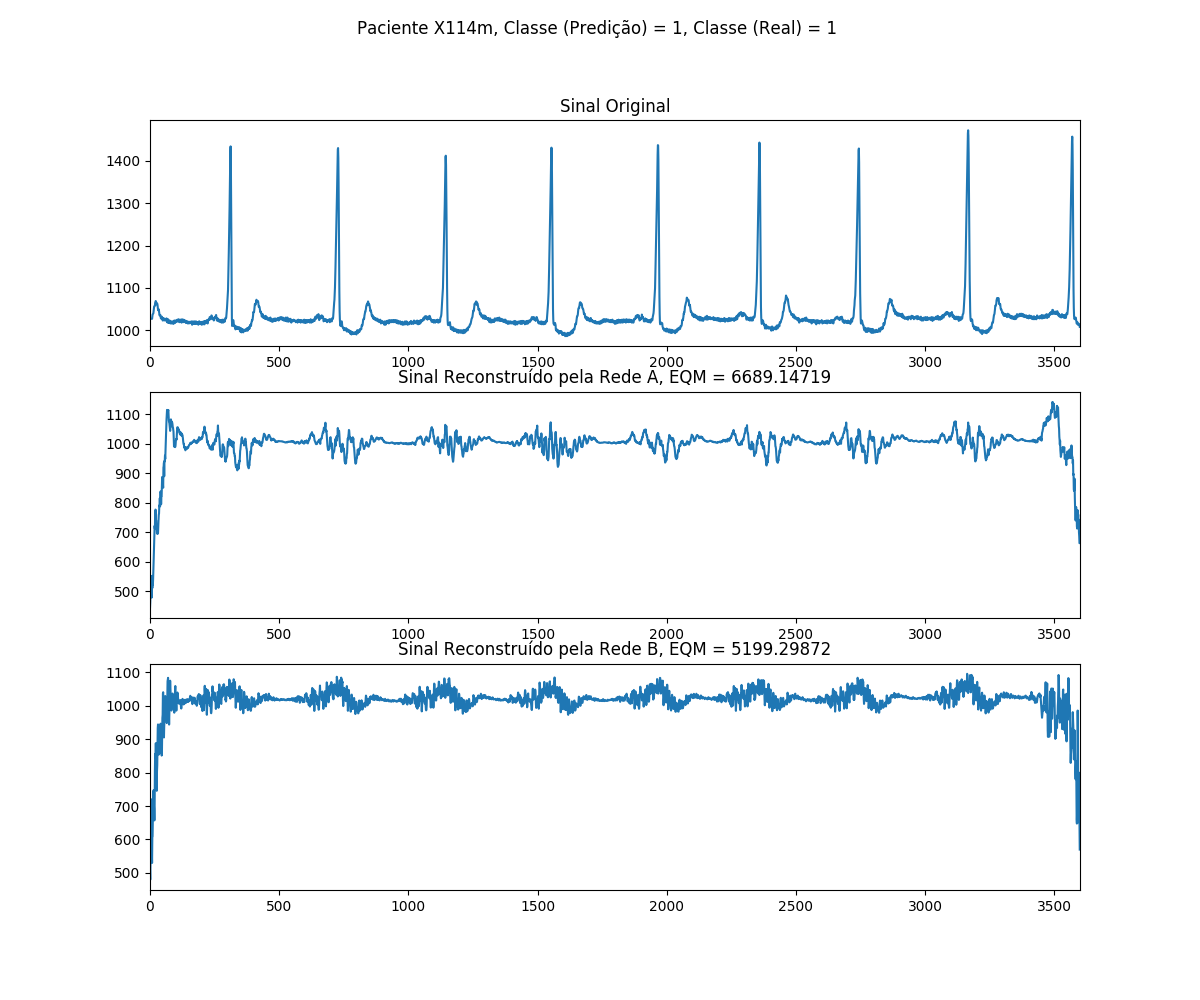 Paciente X114m, Classe (Predição) = 1, Classe (Real) = 1
Sinal Original
1400
1300
1200
1100
1000
0 500 1000 1500 2000 2500 3000 3500
Sinal Reconstruído pela Rede A, EQM = 6689.14719
1100
1000
900
800
700
600
500
0 500 1000 1500 2000 2500 3000 3500
Sinal Reconstruído pela Rede B, EQM = 5199.29872
1100
1000
900
800
700
600
500
0 500 1000 1500 2000 2500 3000 3500